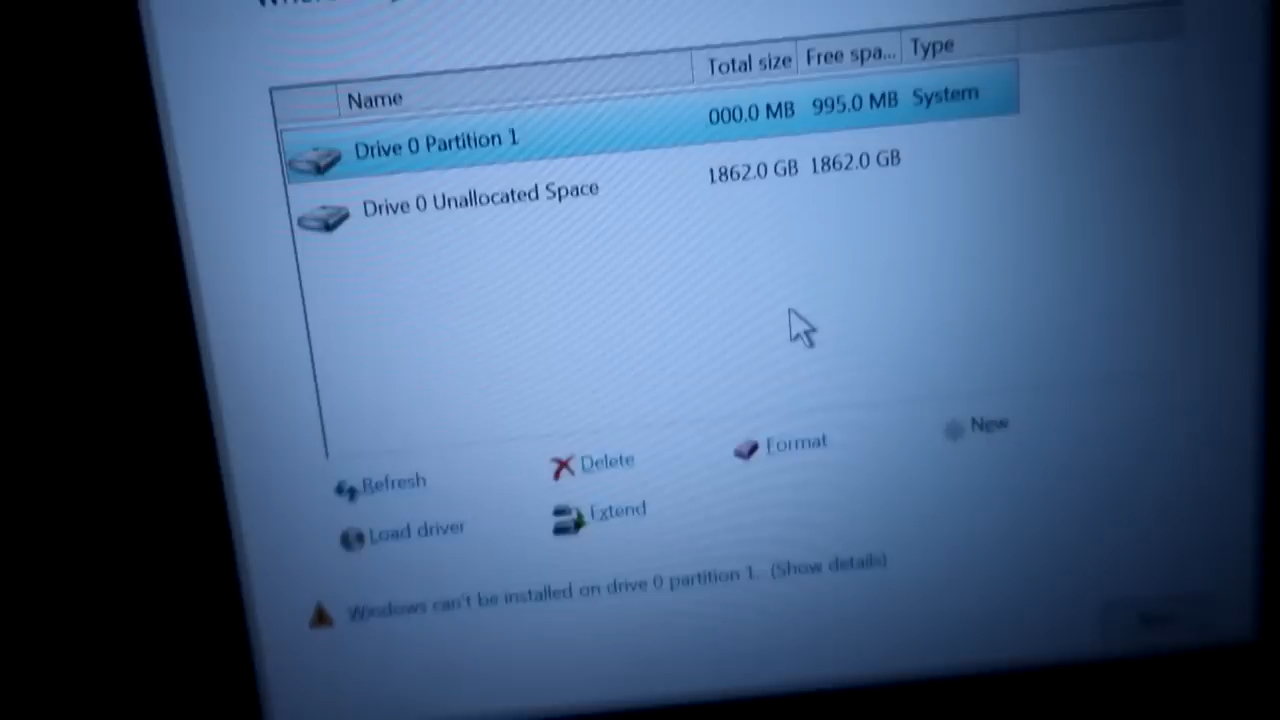 Name Total size Free spa... Type
Drive 0 Partition 1 000.0 MB 995.0 MB System
Drive 0 Unallocated Space 1862.0 GB 1862.0 GB
Refresh Delete Format New
Load driver Extend
Windows can't be installed on drive 0 partition 1. (Show details)